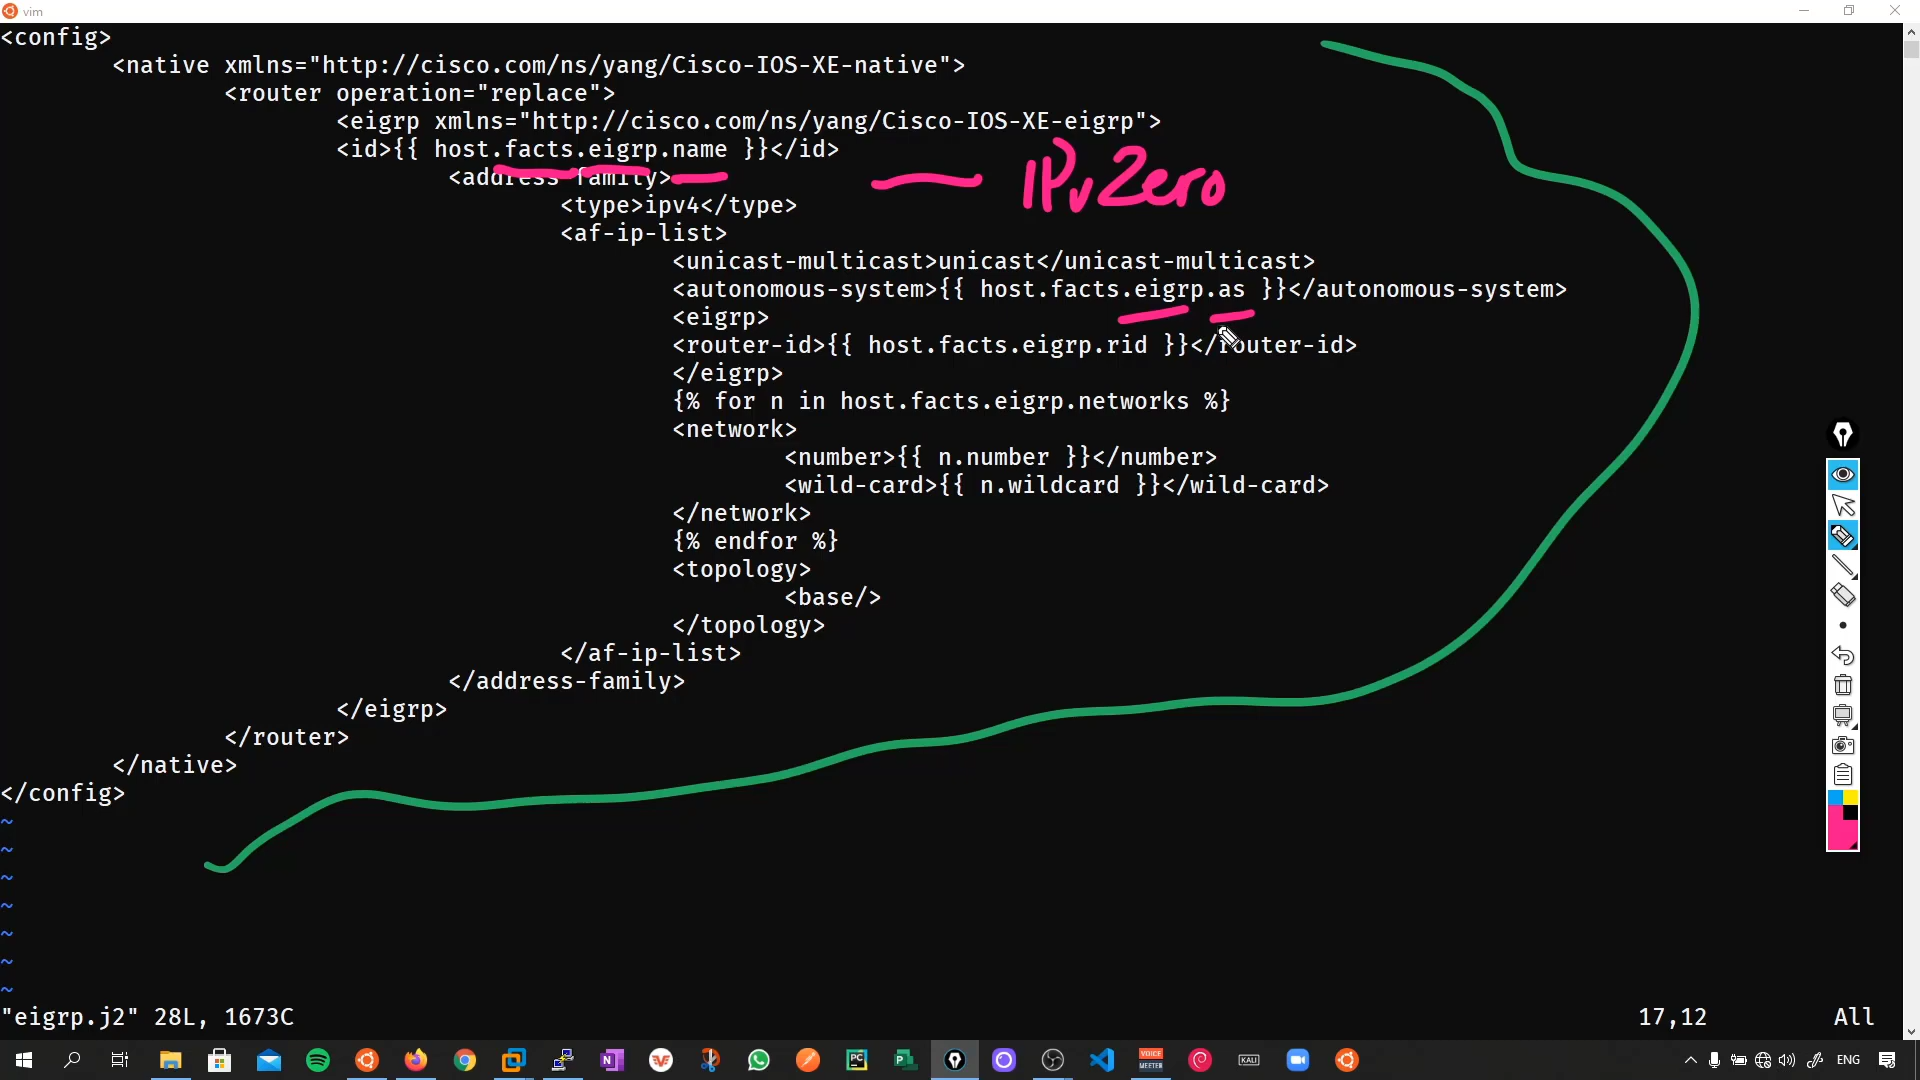 vim
<config>
<native xmlns="http://cisco.com/ns/yang/Cisco-IOS-XE-native">
<router operation="replace">
<eigrp xmlns="http://cisco.com/ns/yang/Cisco-IOS-XE-eigrp">
<id>{{ host.facts.eigrp.name }}</id>
<address-family>
IPvZero
<type>ipv4</type>
<af-ip-list>
<unicast-multicast>unicast</unicast-multicast>
<autonomous-system>{{ host.facts.eigrp.as }}</autonomous-system>
<eigrp>
<router-id>{{ host.facts.eigrp.rid }}</router-id>
</eigrp>
{% for n in host.facts.eigrp.networks %}
<network>
<number>{{ n.number }}</number>
<wild-card>{{ n.wildcard }}</wild-card>
</network>
{% endfor %}
<topology>
<base/>
</topology>
</af-ip-list>
</address-family>
</eigrp>
</router>
</native>
</config>
~
~
~
~
~
~
~
"eigrp.j2" 28L, 1673C 17,12 All
N PC P VOICE MEETER KAU ENG